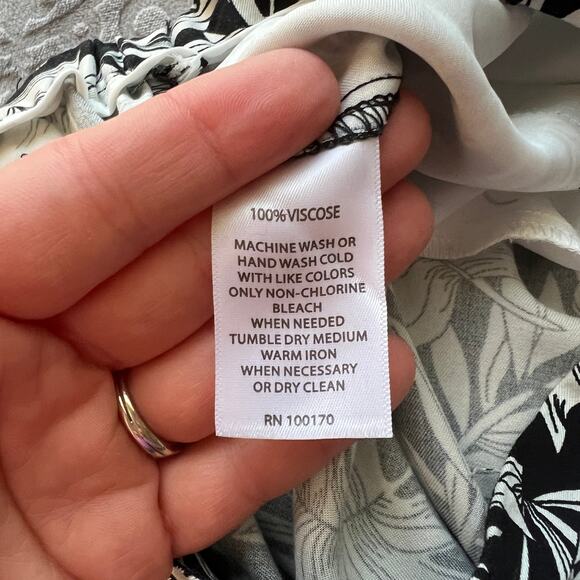 100%VISCOSE
MACHINE WASH OR
HAND WASH COLD
WITH LIKE COLORS
ONLY NON-CHLORINE
BLEACH
WHEN NEEDED
TUMBLE DRY MEDIUM
WARM IRON
WHEN NECESSARY
OR DRY CLEAN
RN 100170